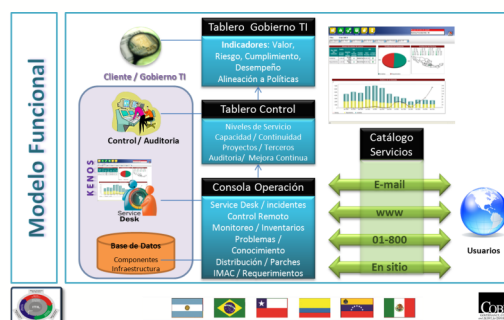 Modelo Funcional
Cliente / Gobierno TI
Control / Auditoria
KENOS
Service
Desk
Base de Datos
Componentes
Infraestructura
Tablero Gobierno TI
Indicadores: Valor,
Riesgo, Cumplimiento,
Desempeño
Alineación a Políticas
Tablero Control
Niveles de Servicio
Capacidad / Continuidad
Proyectos / Terceros
Auditoria/ Mejora Continua
Consola Operación
Service Desk / incidentes
Control Remoto
Monitoreo / Inventarios
Problemas /
Conocimiento
Distribución / Parches
IMAC / Requerimientos
Catálogo
Servicios
E-mail
www
01-800
En sitio
Usuarios
COB